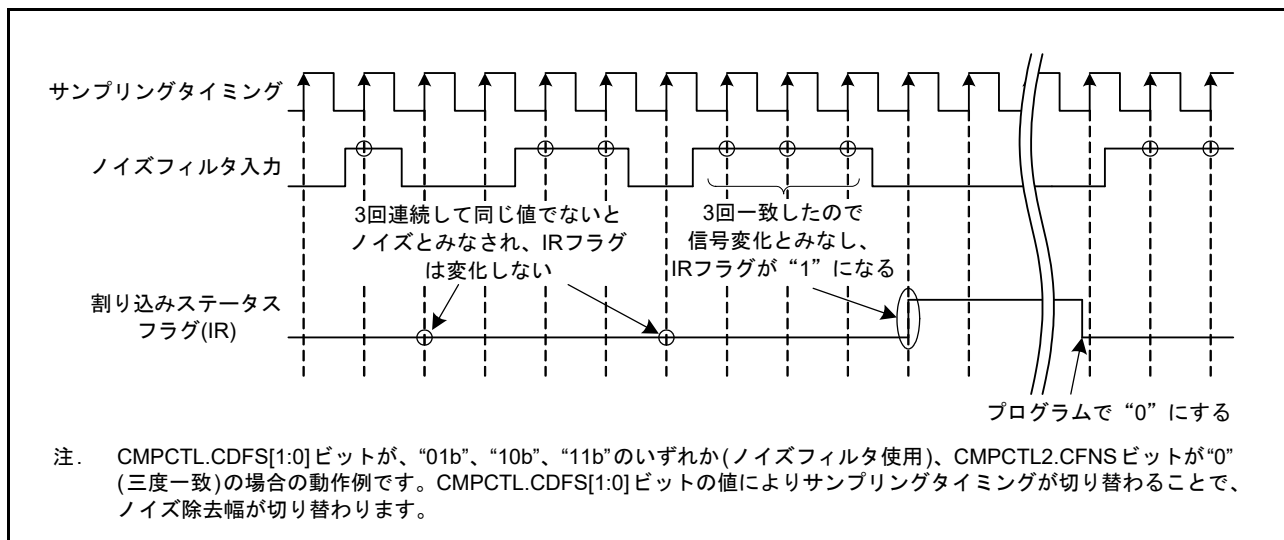 サンプリングタイミング
ノイズフィルタ入力
3回連続して同じ値でないと
ノイズとみなされ、IRフラグ
は変化しない
3回一致したので
信号変化とみなし、
IRフラグが“1”になる
割り込みステータス
フラグ(IR)
プログラムで“0”にする
注. CMPCTL.CDFS[1:0]ビットが、“01b”、“10b”、“11b”のいずれか(ノイズフィルタ使用)、CMPCTL2.CFNSビットが“0”
(三度一致)の場合の動作例です。CMPCTL.CDFS[1:0]ビットの値によりサンプリングタイミングが切り替わることで、
ノイズ除去幅が切り替わります。